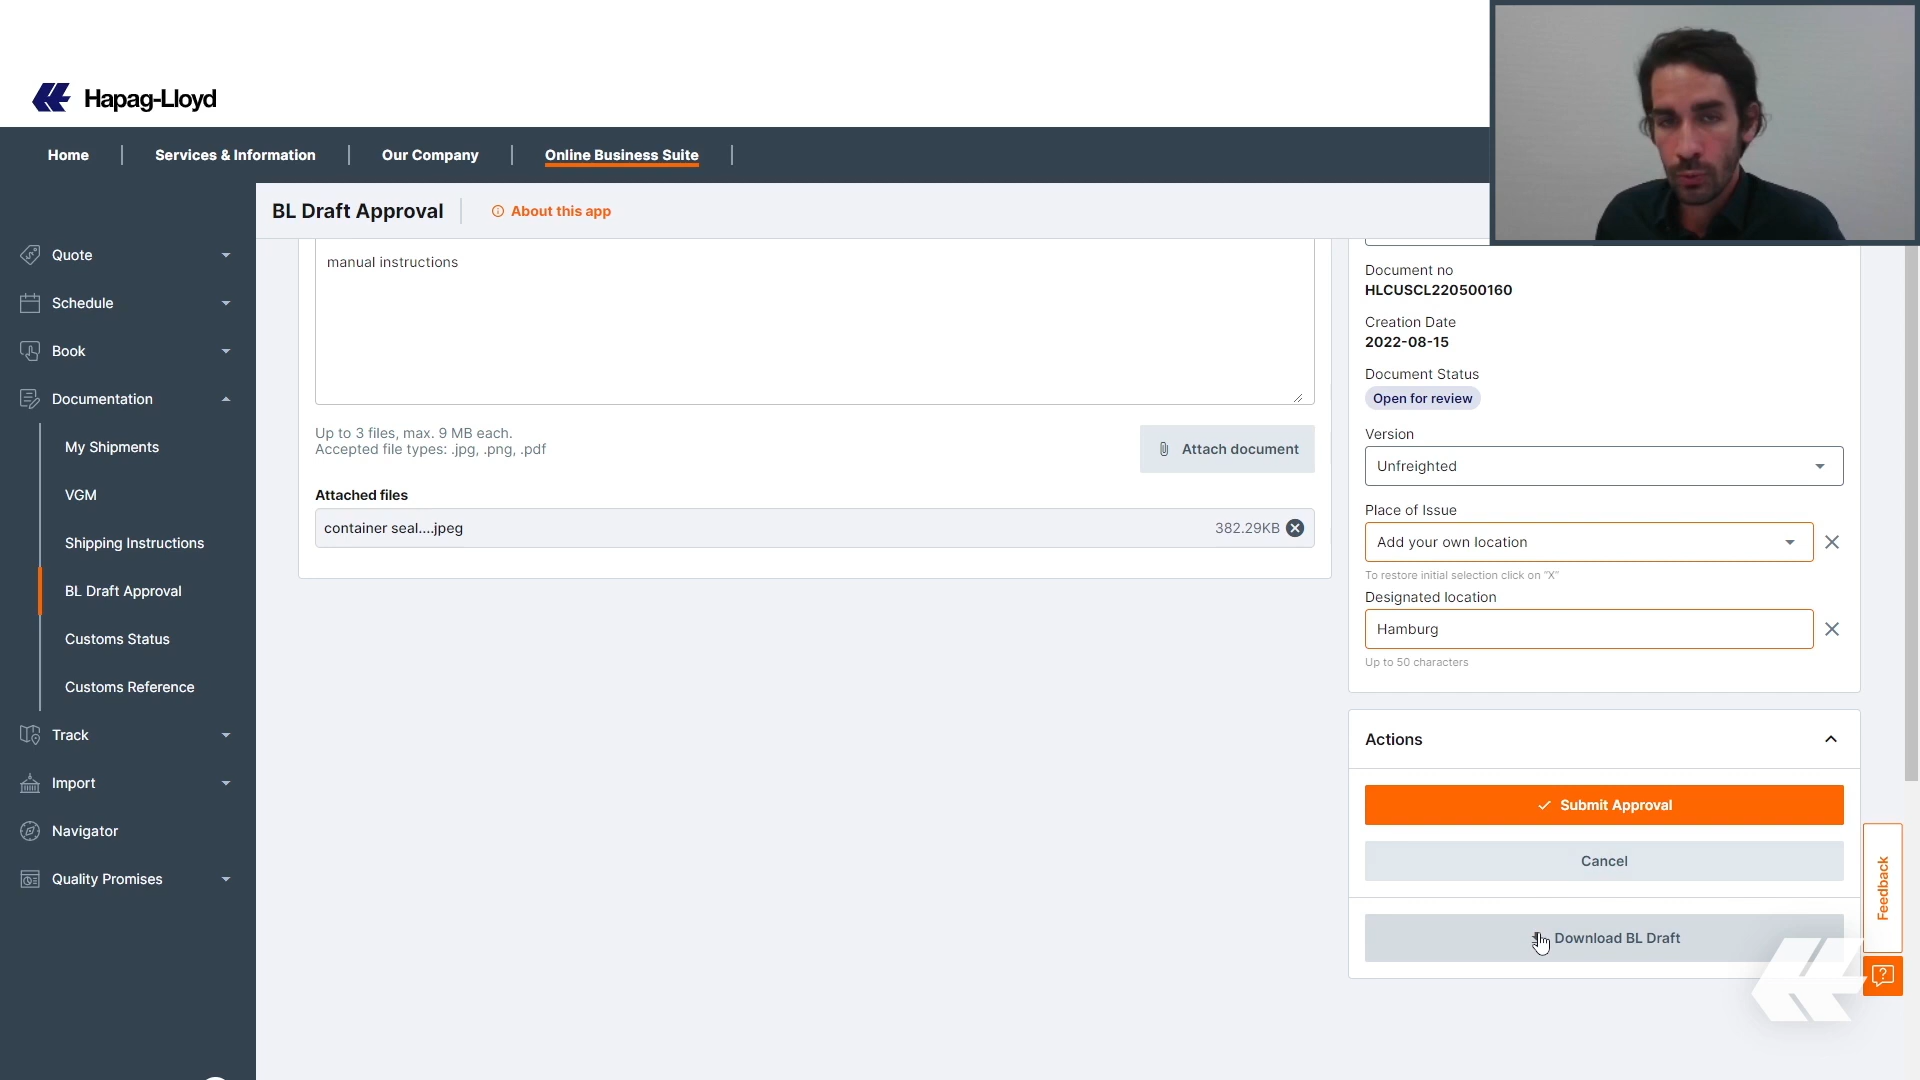 Hapag-Lloyd
Home
Services & Information
Our Company
Online Business Suite
BL Draft Approval
About this app
Quote
Schedule
Book
Documentation
My Shipments
VGM
Shipping Instructions
BL Draft Approval
Customs Status
Customs Reference
Track
Import
Navigator
Quality Promises
manual instructions
Up to 3 files, max. 9 MB each.
Accepted file types: .jpg, .png, .pdf
Attach document
Attached files
container seal....jpeg
382.29KB
Document no
HLCUSCL220500160
Creation Date
2022-08-15
Document Status
Open for review
Version
Unfreighted
Place of Issue
Add your own location
To restore initial selection click on "X"
Designated location
Hamburg
Up to 50 characters
Actions
Submit Approval
Cancel
Download BL Draft
Feedback